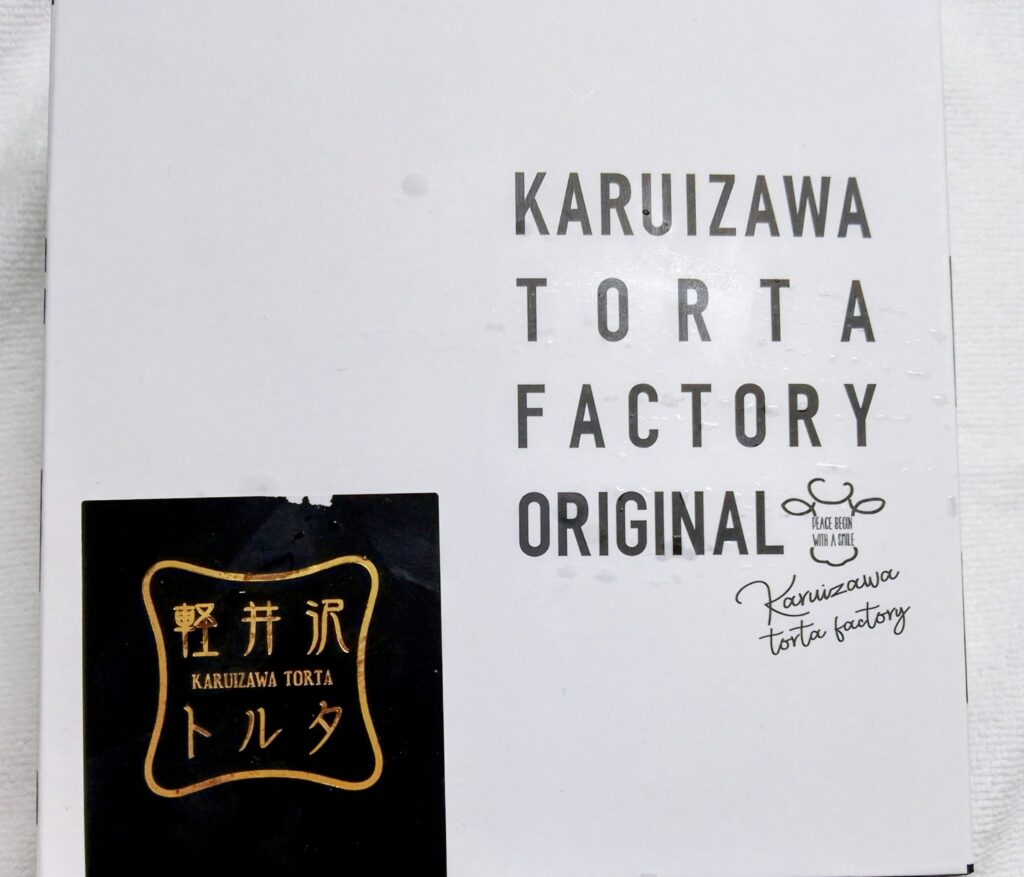 KARUIZAWA
TORTA
FACTORY
ORIGINAL
PEACE BEGIN
WITH A SMILE
Karuizawa
torta factory
軽井沢
KARUIZAWA TORTA
トルタ